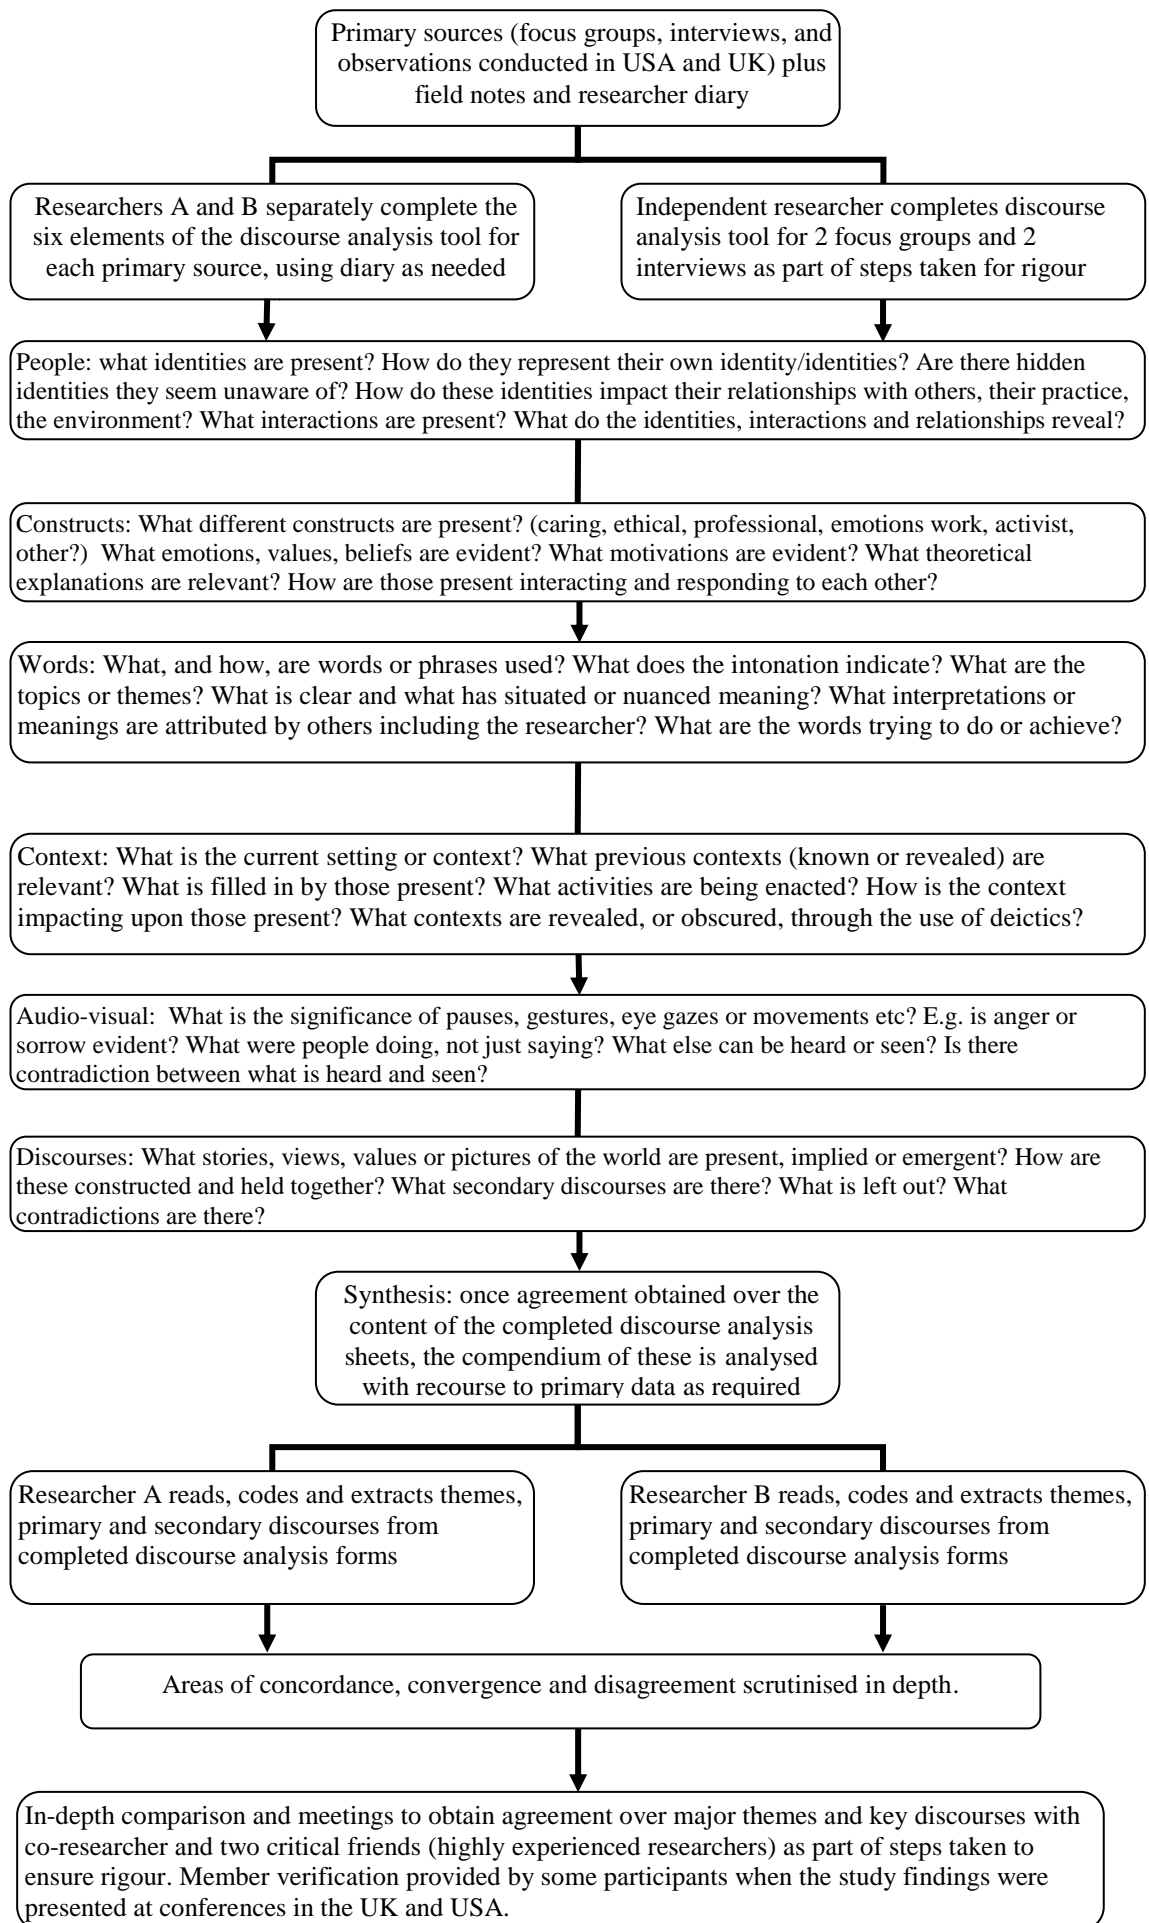 Primary sources (focus groups, interviews, and
observations conducted in USA and UK) plus
field notes and researcher diary
Researchers A and B separately complete the
six elements of the discourse analysis tool for
each primary source, using diary as needed
Independent researcher completes discourse
analysis tool for 2 focus groups and 2
interviews as part of steps taken for rigour
People: what identities are present? How do they represent their own identity/identities? Are there hidden
identities they seem unaware of? How do these identities impact their relationships with others, their practice,
the environment? What interactions are present? What do the identities, interactions and relationships reveal?
Constructs: What different constructs are present? (caring, ethical, professional, emotions work, activist,
other?)  What emotions, values, beliefs are evident? What motivations are evident? What theoretical
explanations are relevant? How are those present interacting and responding to each other?
Words: What, and how, are words or phrases used? What does the intonation indicate? What are the
topics or themes? What is clear and what has situated or nuanced meaning? What interpretations or
meanings are attributed by others including the researcher? What are the words trying to do or achieve?
Context: What is the current setting or context? What previous contexts (known or revealed) are
relevant? What is filled in by those present? What activities are being enacted? How is the context
impacting upon those present? What contexts are revealed, or obscured, through the use of deictics?
Audio-visual:  What is the significance of pauses, gestures, eye gazes or movements etc? E.g. is anger or
sorrow evident? What were people doing, not just saying? What else can be heard or seen? Is there
contradiction between what is heard and seen?
Discourses: What stories, views, values or pictures of the world are present, implied or emergent? How are
these constructed and held together? What secondary discourses are there? What is left out? What
contradictions are there?
Synthesis: once agreement obtained over the
content of the completed discourse analysis
sheets, the compendium of these is analysed
with recourse to primary data as required
Researcher A reads, codes and extracts themes,
primary and secondary discourses from
completed discourse analysis forms
Researcher B reads, codes and extracts themes,
primary and secondary discourses from
completed discourse analysis forms
Areas of concordance, convergence and disagreement scrutinised in depth.
In-depth comparison and meetings to obtain agreement over major themes and key discourses with
co-researcher and two critical friends (highly experienced researchers) as part of steps taken to
ensure rigour. Member verification provided by some participants when the study findings were
presented at conferences in the UK and USA.